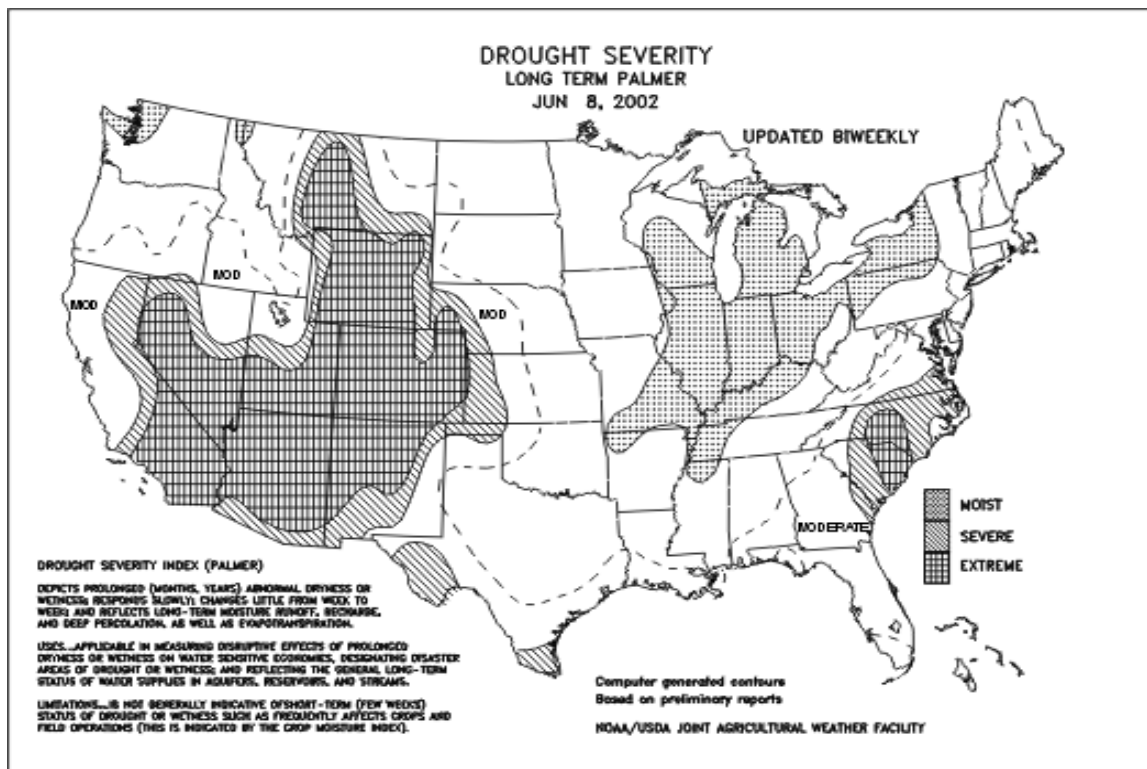 DROUGHT SEVERITY
LONG TERM PALMER
JUN 8, 2002
UPDATED BIWEEKLY
MOD
MOD
MOD
MODERATE
MOIST
SEVERE
EXTREME
DROUGHT SEVERITY INDEX (PALMER)
DEPICTS PROLONGED (MONTHS, YEARS) ABNORMAL DRYNESS OR
WETNESS; RESPONDS SLOWLY; CHANGES LITTLE FROM WEEK TO
WEEK; AND REFLECTS LONG-TERM MOISTURE RUNOFF, RECHARGE,
AND DEEP PERCOLATION, AS WELL AS EVAPOTRANSPIRATION.
USES...APPLICABLE IN MEASURING DISRUPTIVE EFFECTS OF PROLONGED
DRYNESS OR WETNESS ON WATER SENSITIVE ECONOMIES, DESIGNATING DISASTER
AREAS OF DROUGHT OR WETNESS; AND REFLECTING THE GENERAL LONG-TERM
STATUS OF WATER SUPPLIES IN AQUIFERS, RESERVOIRS, AND STREAMS.
LIMITATIONS...IS NOT GENERALLY INDICATIVE OFSHORT-TERM (FEW WEEKS)
STATUS OF DROUGHT OR WETNESS SUCH AS FREQUENTLY AFFECTS CROPS AND
FIELD OPERATIONS (THIS IS INDICATED BY THE CROP MOISTURE INDEX).
Computer generated contours
Based on preliminary reports
NOAA/USDA JOINT AGRICULTURAL WEATHER FACILITY